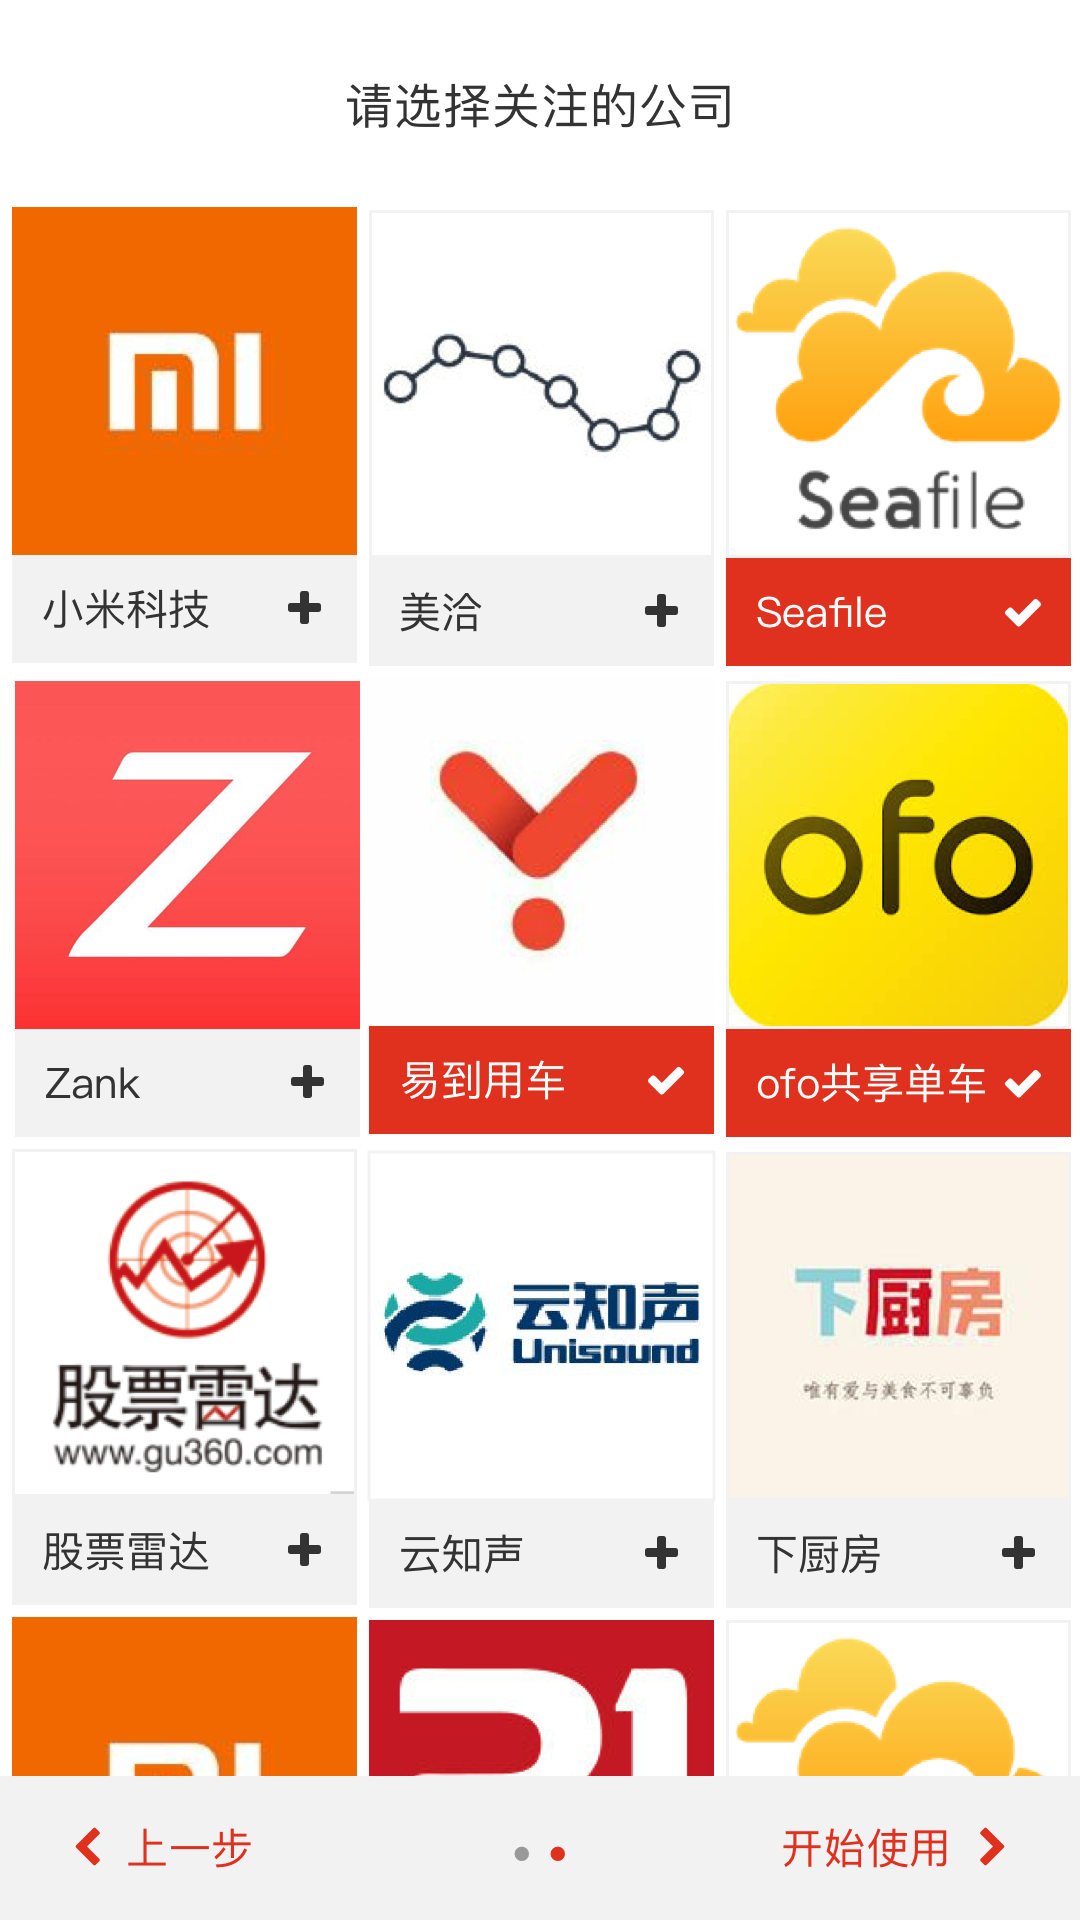 请选择关注的公司
mi
Seafile
小米科技
美洽
Seafile
Z
ofo
Zank
易到用车
ofo共享单车
股票雷达
www.gu360.com
云知声
Unisound
下厨房
唯有爱与美食不可辜负
股票雷达
云知声
下厨房
上一步
开始使用